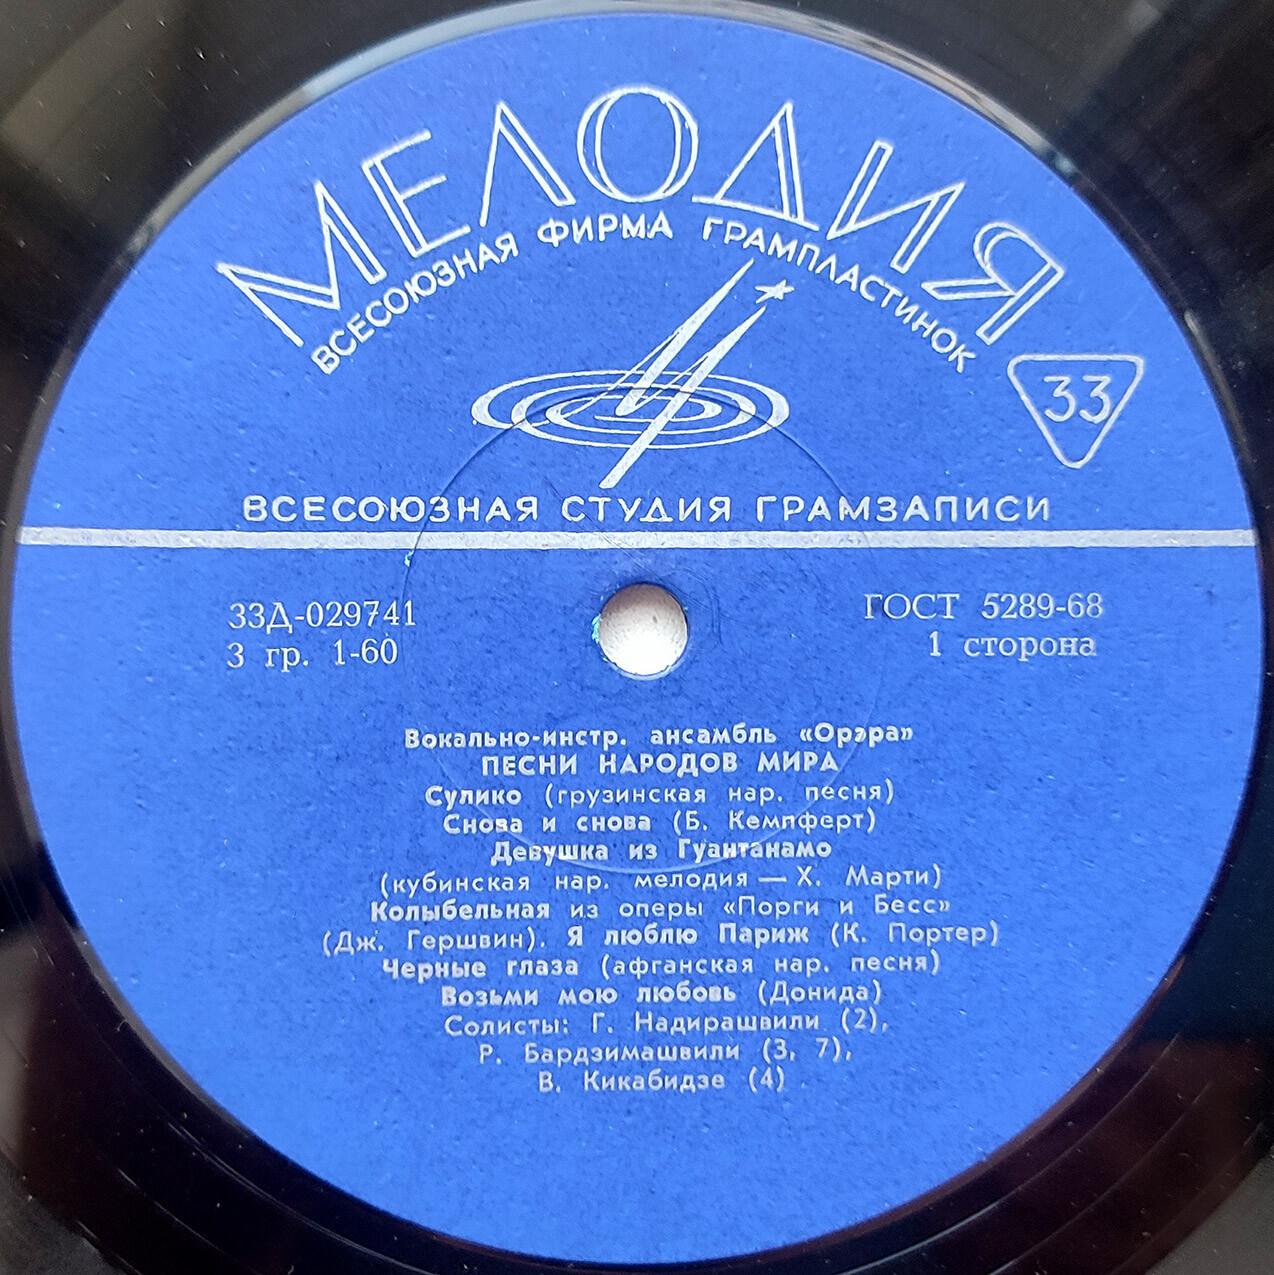 МЕЛОДИЯ
ВСЕСОЮЗНАЯ ФИРМА ГРАМПЛАСТИНОК
33
ВСЕСОЮЗНАЯ СТУДИЯ ГРАМЗАПИСИ
33Д-029741
3 гр. 1-60
ГОСТ 5289-68
1 сторона
Вокально-инстр. ансамбль «Орэра»
ПЕСНИ НАРОДОВ МИРА
Сулико (грузинская нар. песня)
Снова и снова (Б. Кемпферт)
Девушка из Гуантанамо
(кубинская нар. мелодия — Х. Марти)
Колыбельная из оперы «Порги и Бесс»
(Дж. Гершвин). Я люблю Париж (К. Портер)
Черные глаза (афганская нар. песня)
Возьми мою любовь (Донида)
Солисты: Г. Надирашвили (2),
Р. Бардзимашвили (3, 7),
В. Кикабидзе (4)